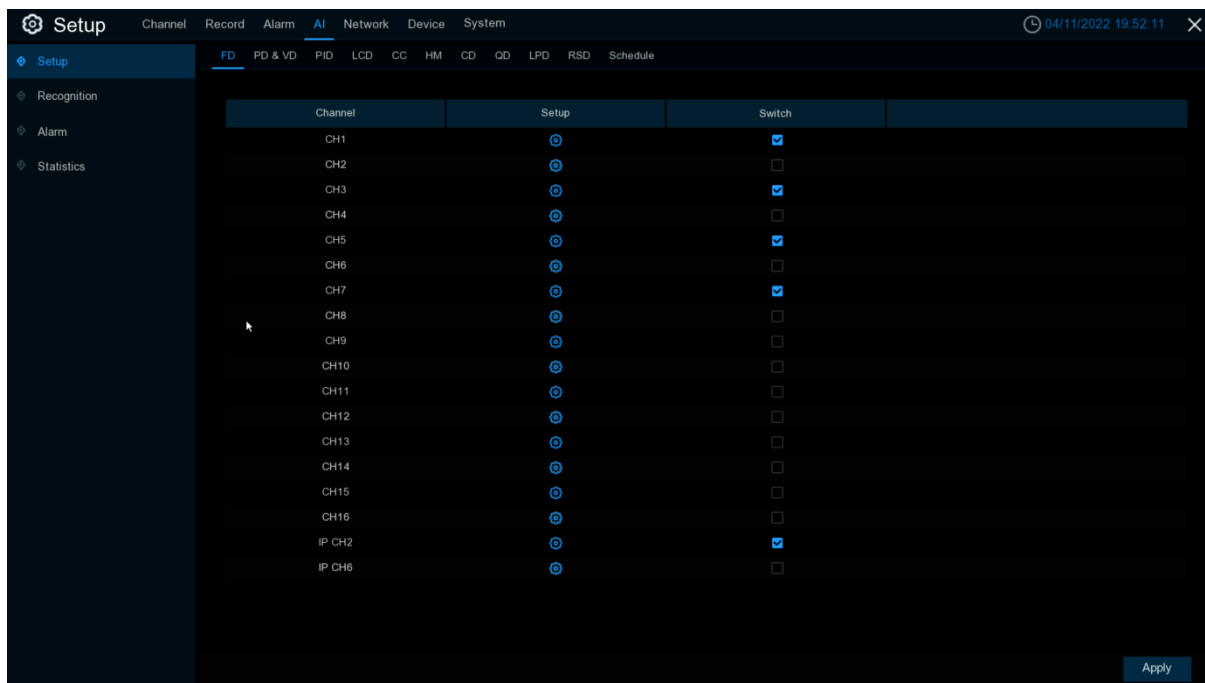 Setup Channel Record Alarm AI Network Device System 04/11/2022 19:52:11
Setup
Recognition
Alarm
Statistics
FD PD & VD PID LCD CC HM CD QD LPD RSD Schedule
Channel Setup Switch
CH1
CH2
CH3
CH4
CH5
CH6
CH7
CH8
CH9
CH10
CH11
CH12
CH13
CH14
CH15
CH16
IP CH2
IP CH6
Apply